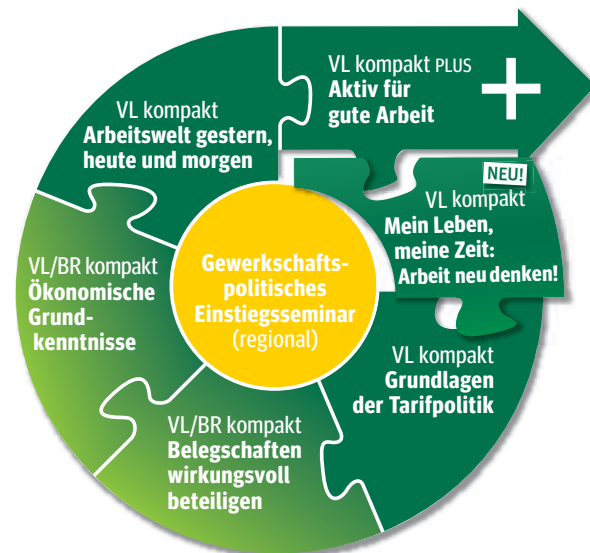 VL kompakt PLUS
Aktiv für
gute Arbeit
+
NEU!
VL kompakt
Mein Leben,
meine Zeit:
Arbeit neu denken!
VL kompakt
Grundlagen
der Tarifpolitik
VL/BR kompakt
Belegschaften
wirkungsvoll
beteiligen
VL/BR kompakt
Ökonomische
Grund-
kenntnisse
VL kompakt
Arbeitswelt gestern,
heute und morgen
Gewerkschafts-
politisches
Einstiegsseminar
(regional)